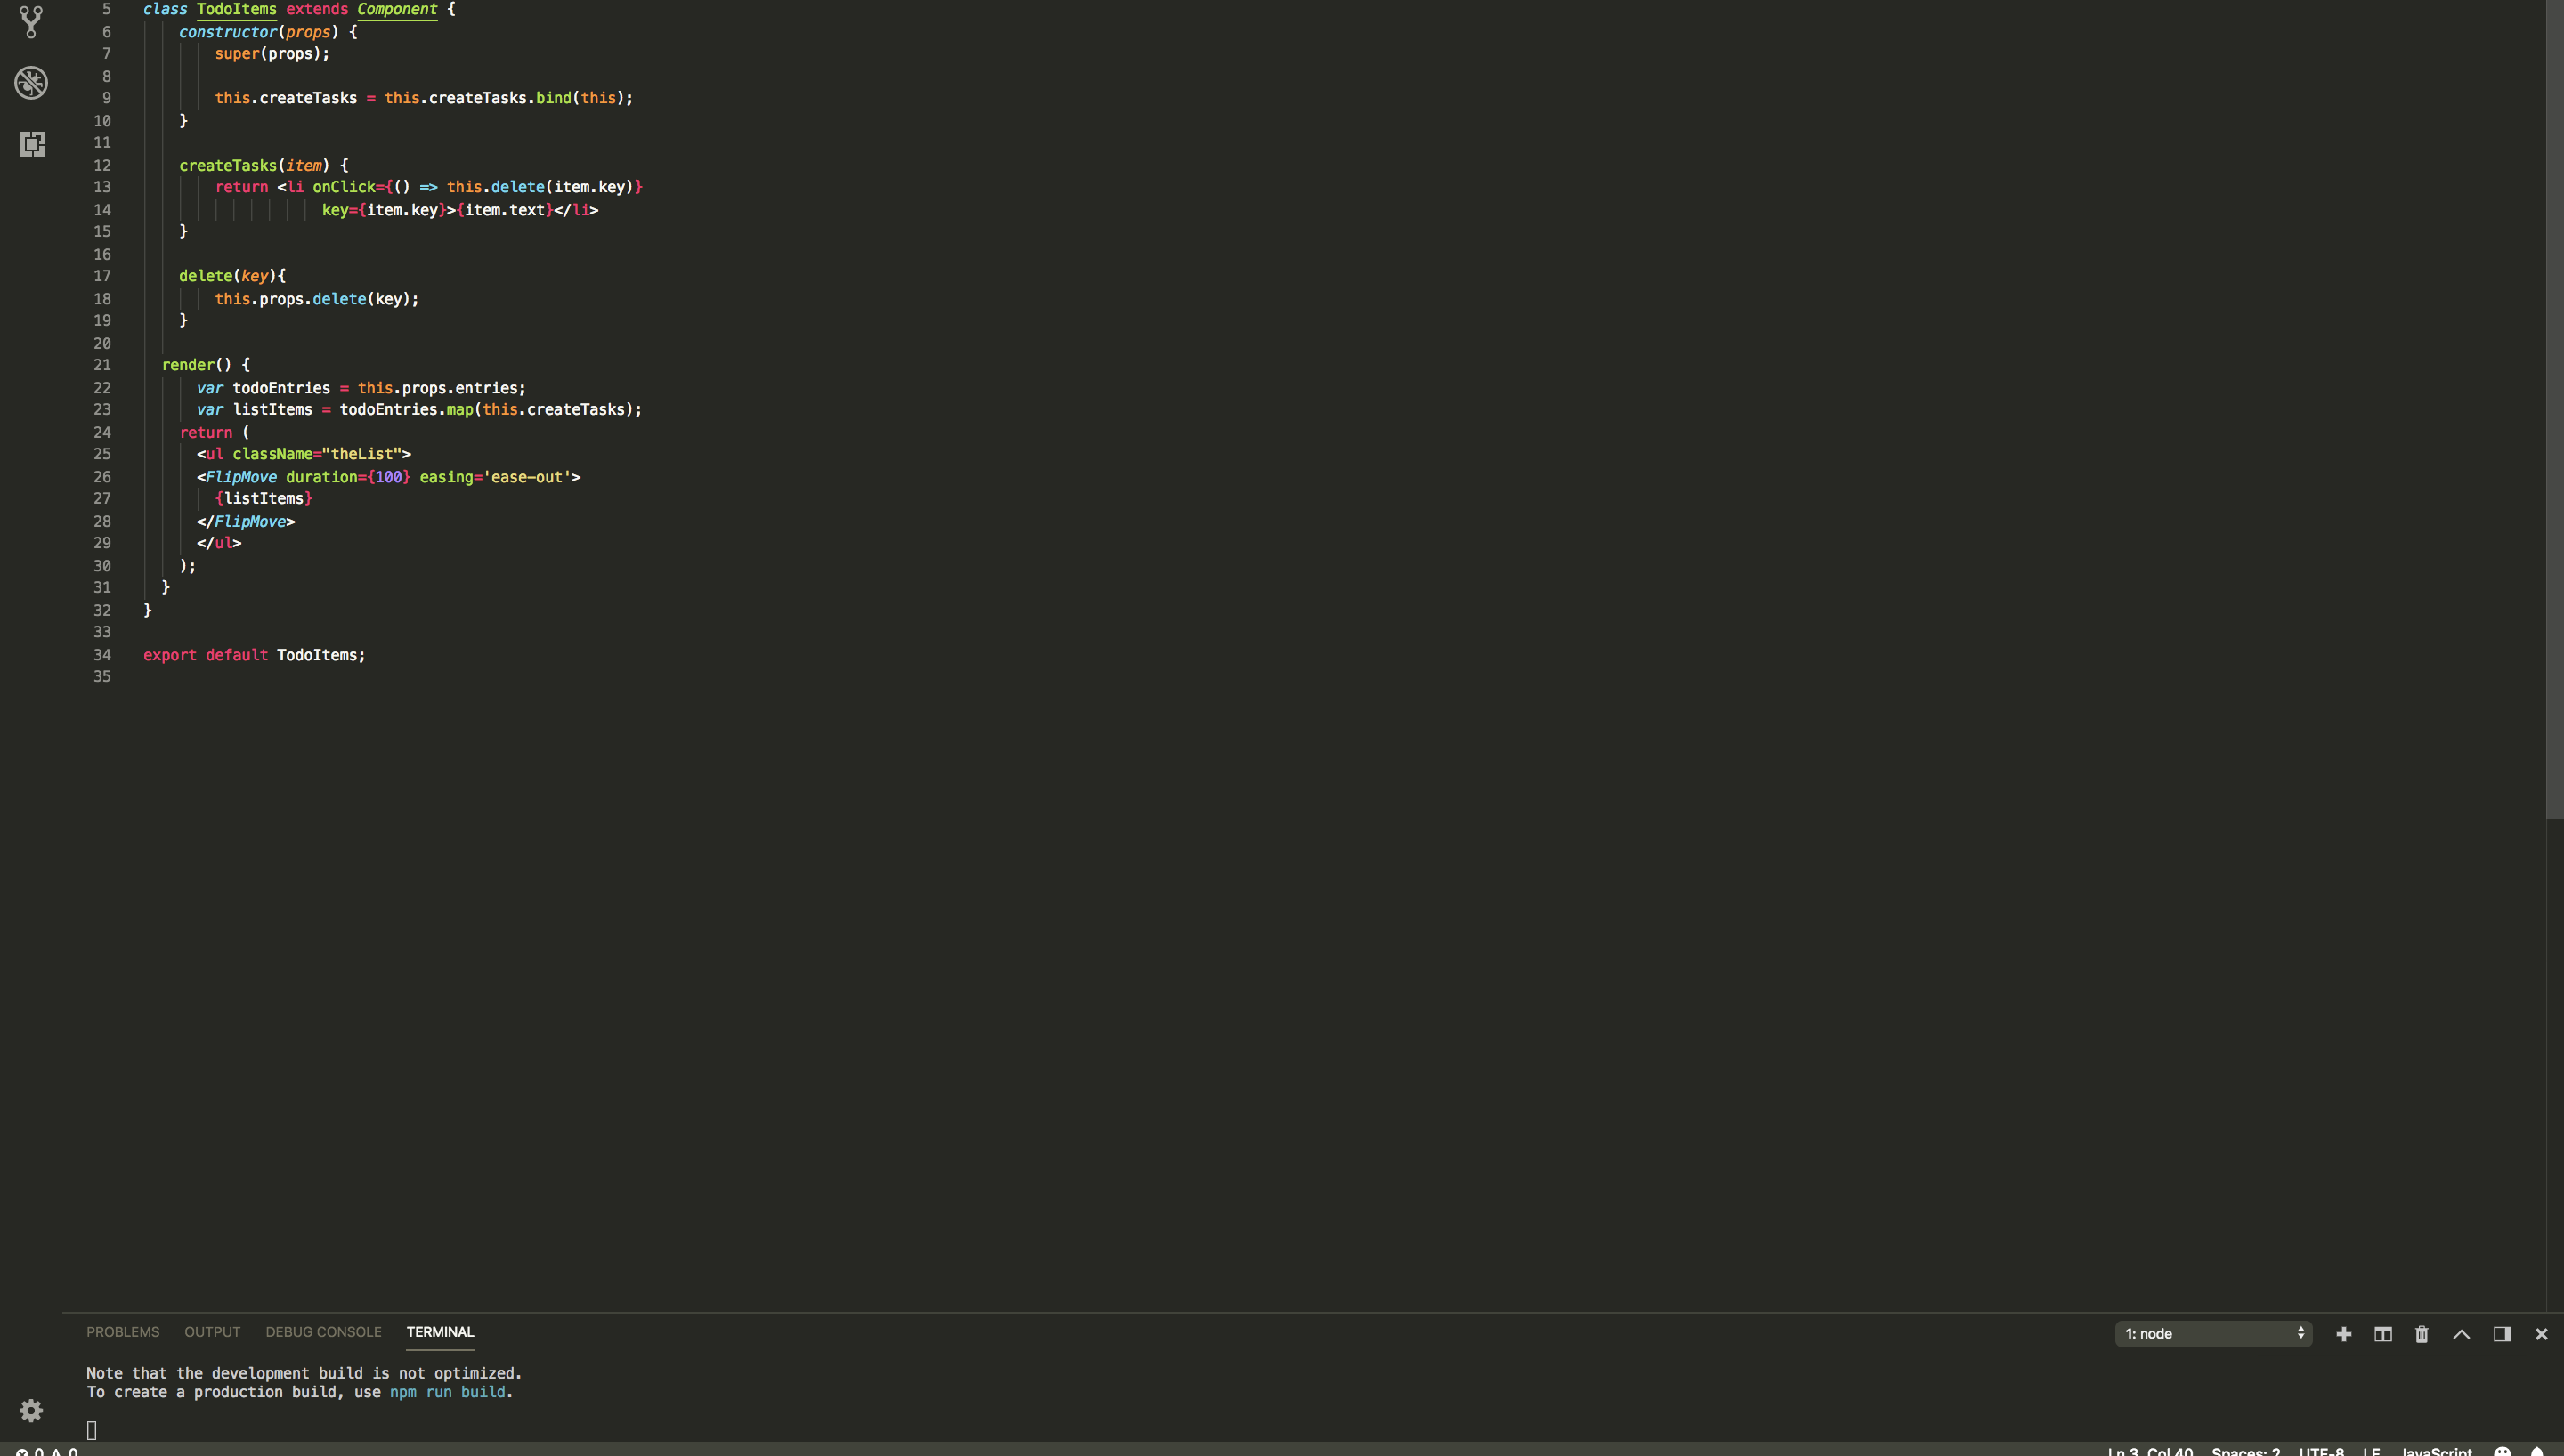 5 class TodoItems extends Component {
6 constructor(props) {
7 super(props);
8
9 this.createTasks = this.createTasks.bind(this);
10 }
11
12 createTasks(item) {
13 return <li onClick={() => this.delete(item.key)}
14 key={item.key}>{item.text}</li>
15 }
16
17 delete(key){
18 this.props.delete(key);
19 }
20
21 render() {
22 var todoEntries = this.props.entries;
23 var listItems = todoEntries.map(this.createTasks);
24 return (
25 <ul className="theList">
26 <FlipMove duration={100} easing='ease-out'>
27 {listItems}
28 </FlipMove>
29 </ul>
30 );
31 }
32 }
33
34 export default TodoItems;
35
PROBLEMS OUTPUT DEBUG CONSOLE TERMINAL 1: node
Note that the development build is not optimized.
To create a production build, use npm run build.
0 0 Ln 3, Col 40 Spaces: 2 UTF-8 LF JavaScript